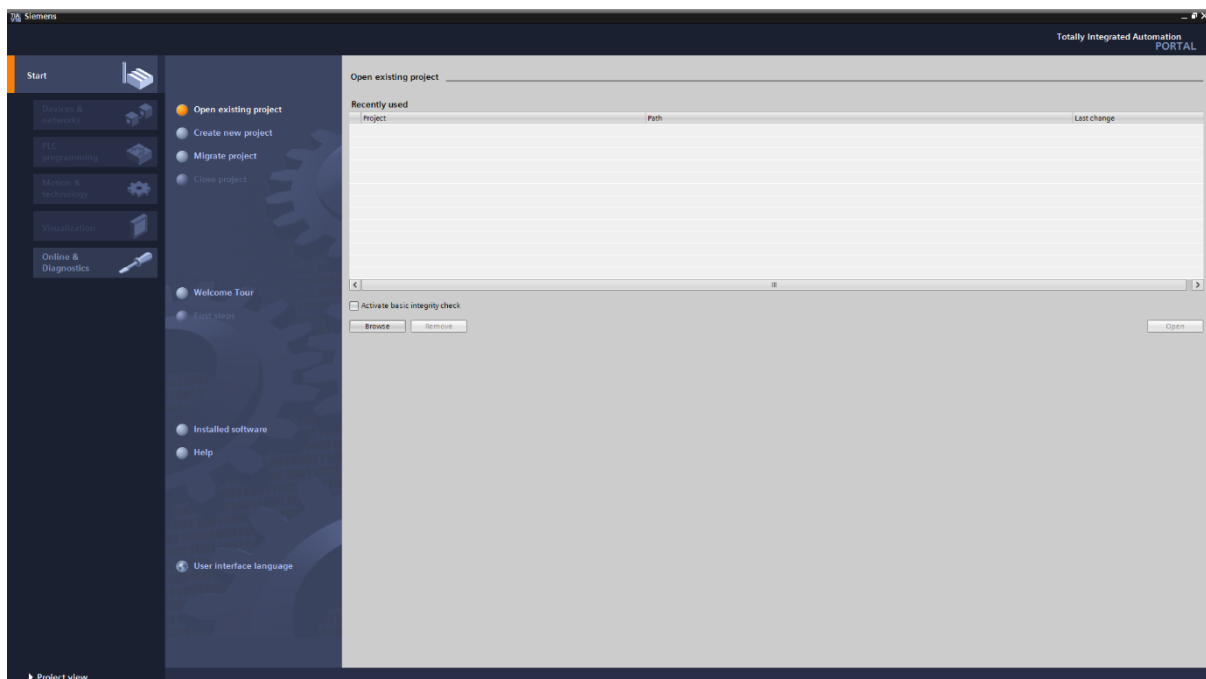 Siemens
Totally Integrated Automation
PORTAL
Start
Devices &
networks
PLC
programming
Motion &
technology
Visualization
Online &
Diagnostics
Open existing project
Create new project
Migrate project
Close project
Welcome Tour
First steps
Installed software
Help
User interface language
Open existing project
Recently used
Project Path Last change
Activate basic integrity check
Browse Remove Open
Project view